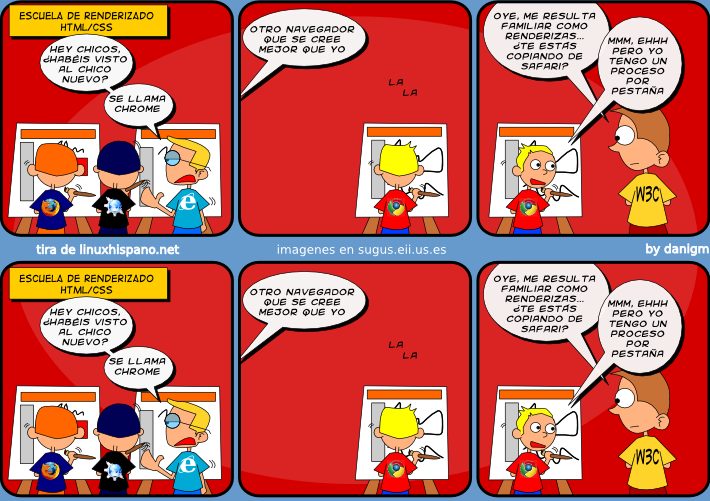 ESCUELA DE RENDERIZADO
HTML/CSS
HEY CHICOS,
¿HABÉIS VISTO
AL CHICO
NUEVO?
SE LLAMA
CHROME
e
OTRO NAVEGADOR
QUE SE CREE
MEJOR QUE YO
LA
LA
OYE, ME RESULTA
FAMILIAR COMO
RENDERIZAS...
¿TE ESTÁS
COPIANDO DE
SAFARI?
MMM, EHHH
PERO YO
TENGO UN
PROCESO
POR
PESTAÑA
W3C
tira de linuxhispano.net
imagenes en sugus.eii.us.es
by danigm
ESCUELA DE RENDERIZADO
HTML/CSS
HEY CHICOS,
¿HABÉIS VISTO
AL CHICO
NUEVO?
SE LLAMA
CHROME
e
OTRO NAVEGADOR
QUE SE CREE
MEJOR QUE YO
LA
LA
OYE, ME RESULTA
FAMILIAR COMO
RENDERIZAS...
¿TE ESTÁS
COPIANDO DE
SAFARI?
MMM, EHHH
PERO YO
TENGO UN
PROCESO
POR
PESTAÑA
W3C